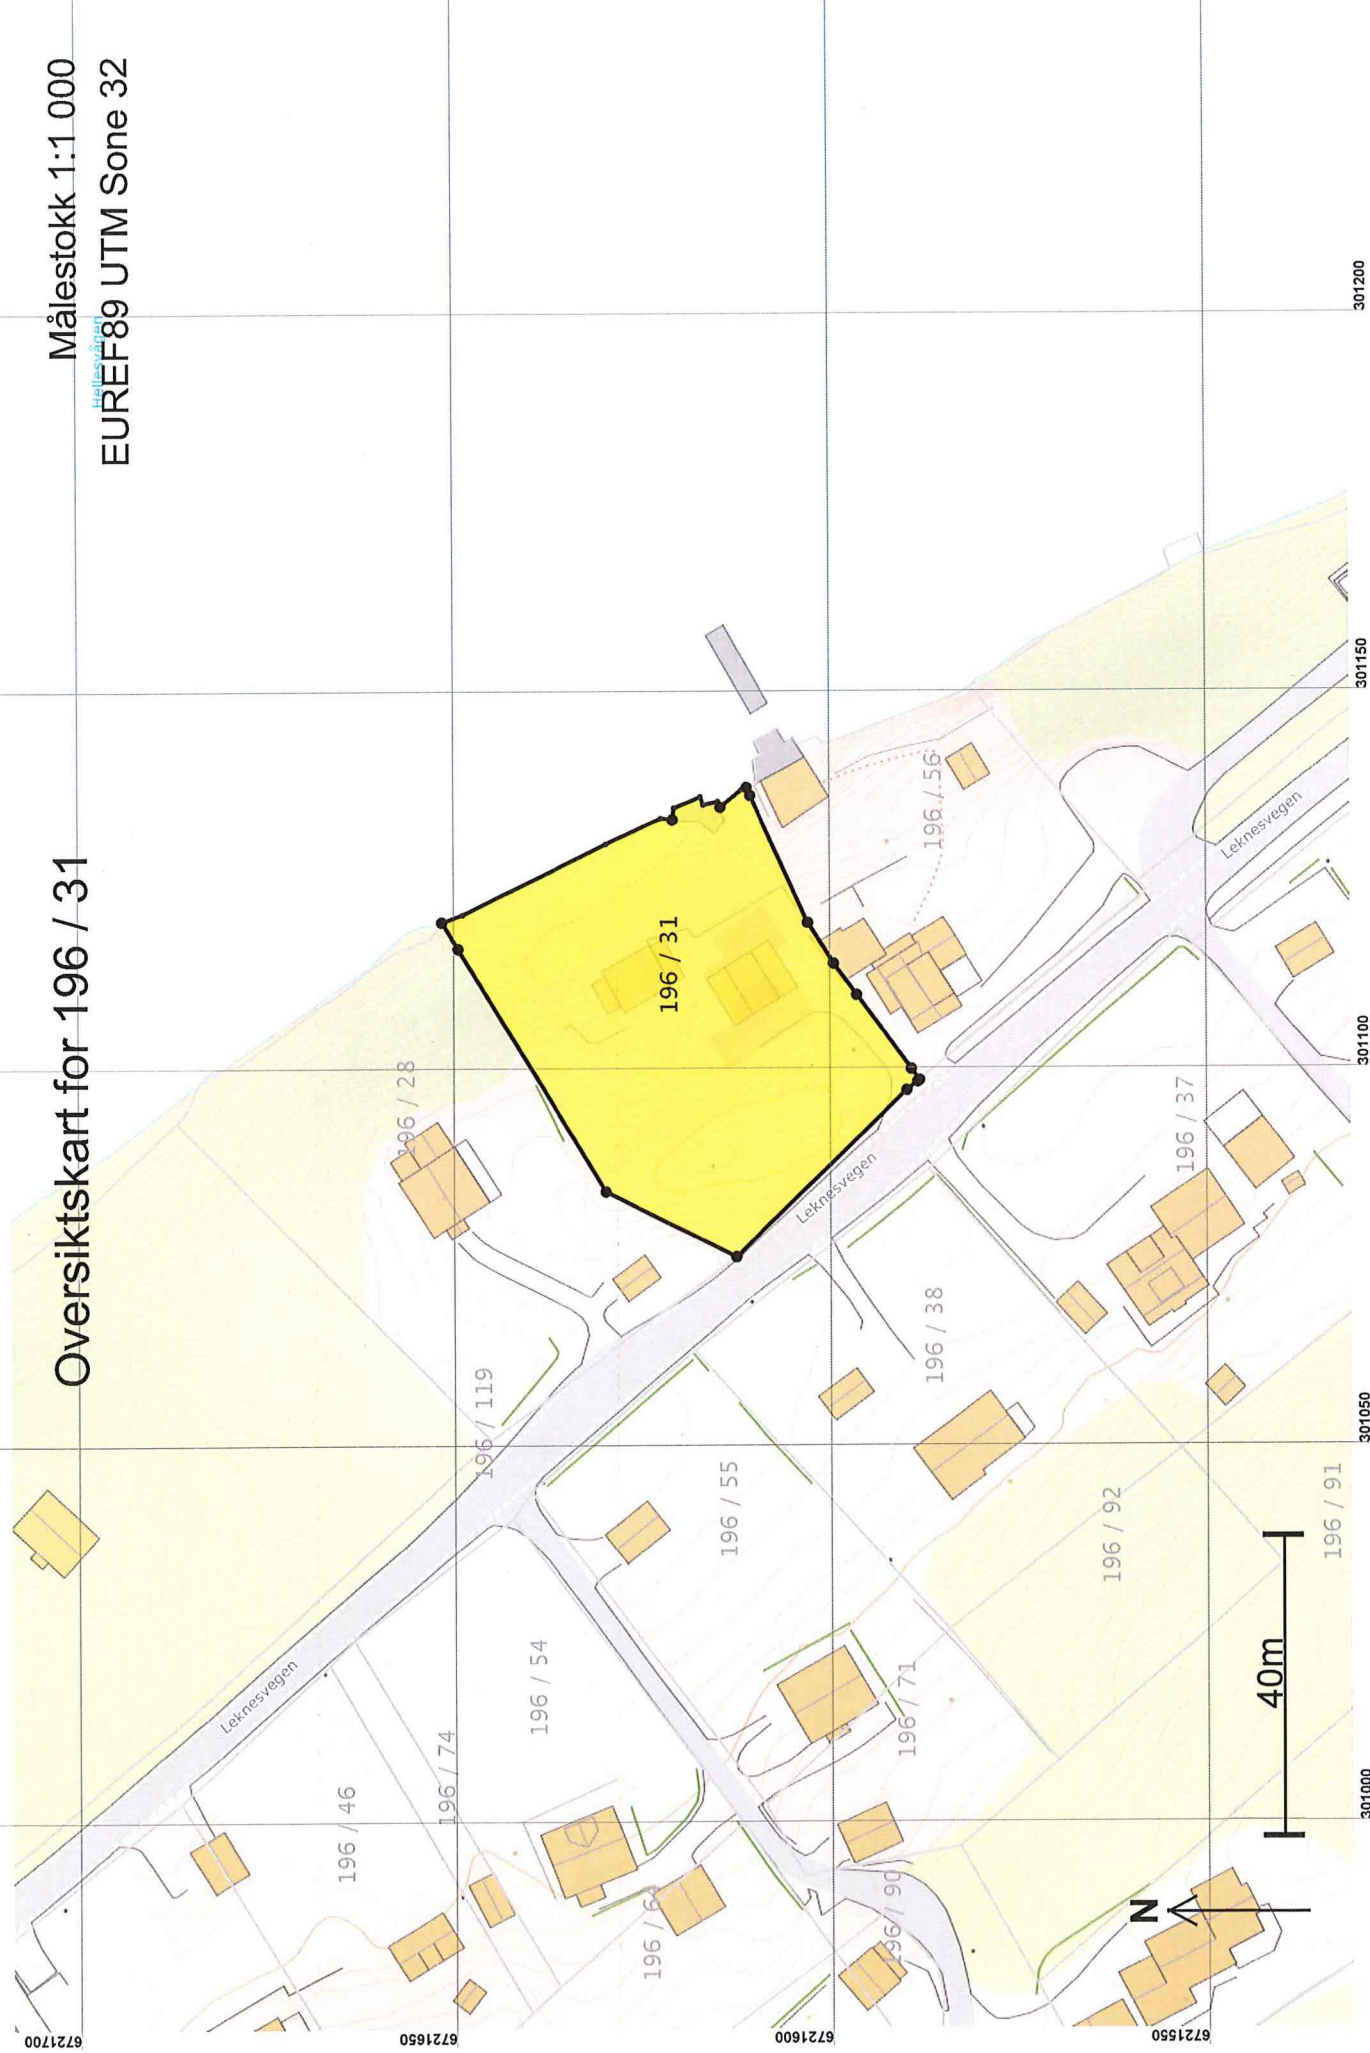 Oversiktskart for 196 / 31
Målestokk 1:1 000
EUREF89 UTM Sone 32
Hellesvågen
6721700
6721650
6721600
6721550
301000
301050
301100
301150
301200
196 / 46
196 / 74
196 / 54
196 / 119
196 / 28
196 / 31
196 / 56
196 / 55
196 / 38
196 / 37
196 / 71
196 / 90
196 / 92
196 / 91
Leknesvegen
Leknesvegen
Leknesvegen
N
40m